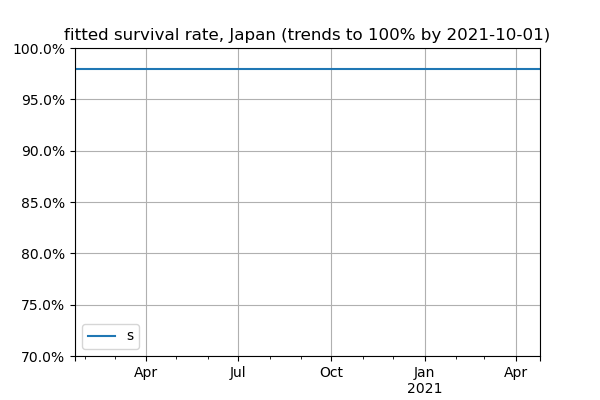 fitted survival rate, Japan (trends to 100% by 2021-10-01)
100.0%
95.0%
90.0%
85.0%
80.0%
75.0%
70.0%
s
Apr Jul Oct Jan Apr
2021